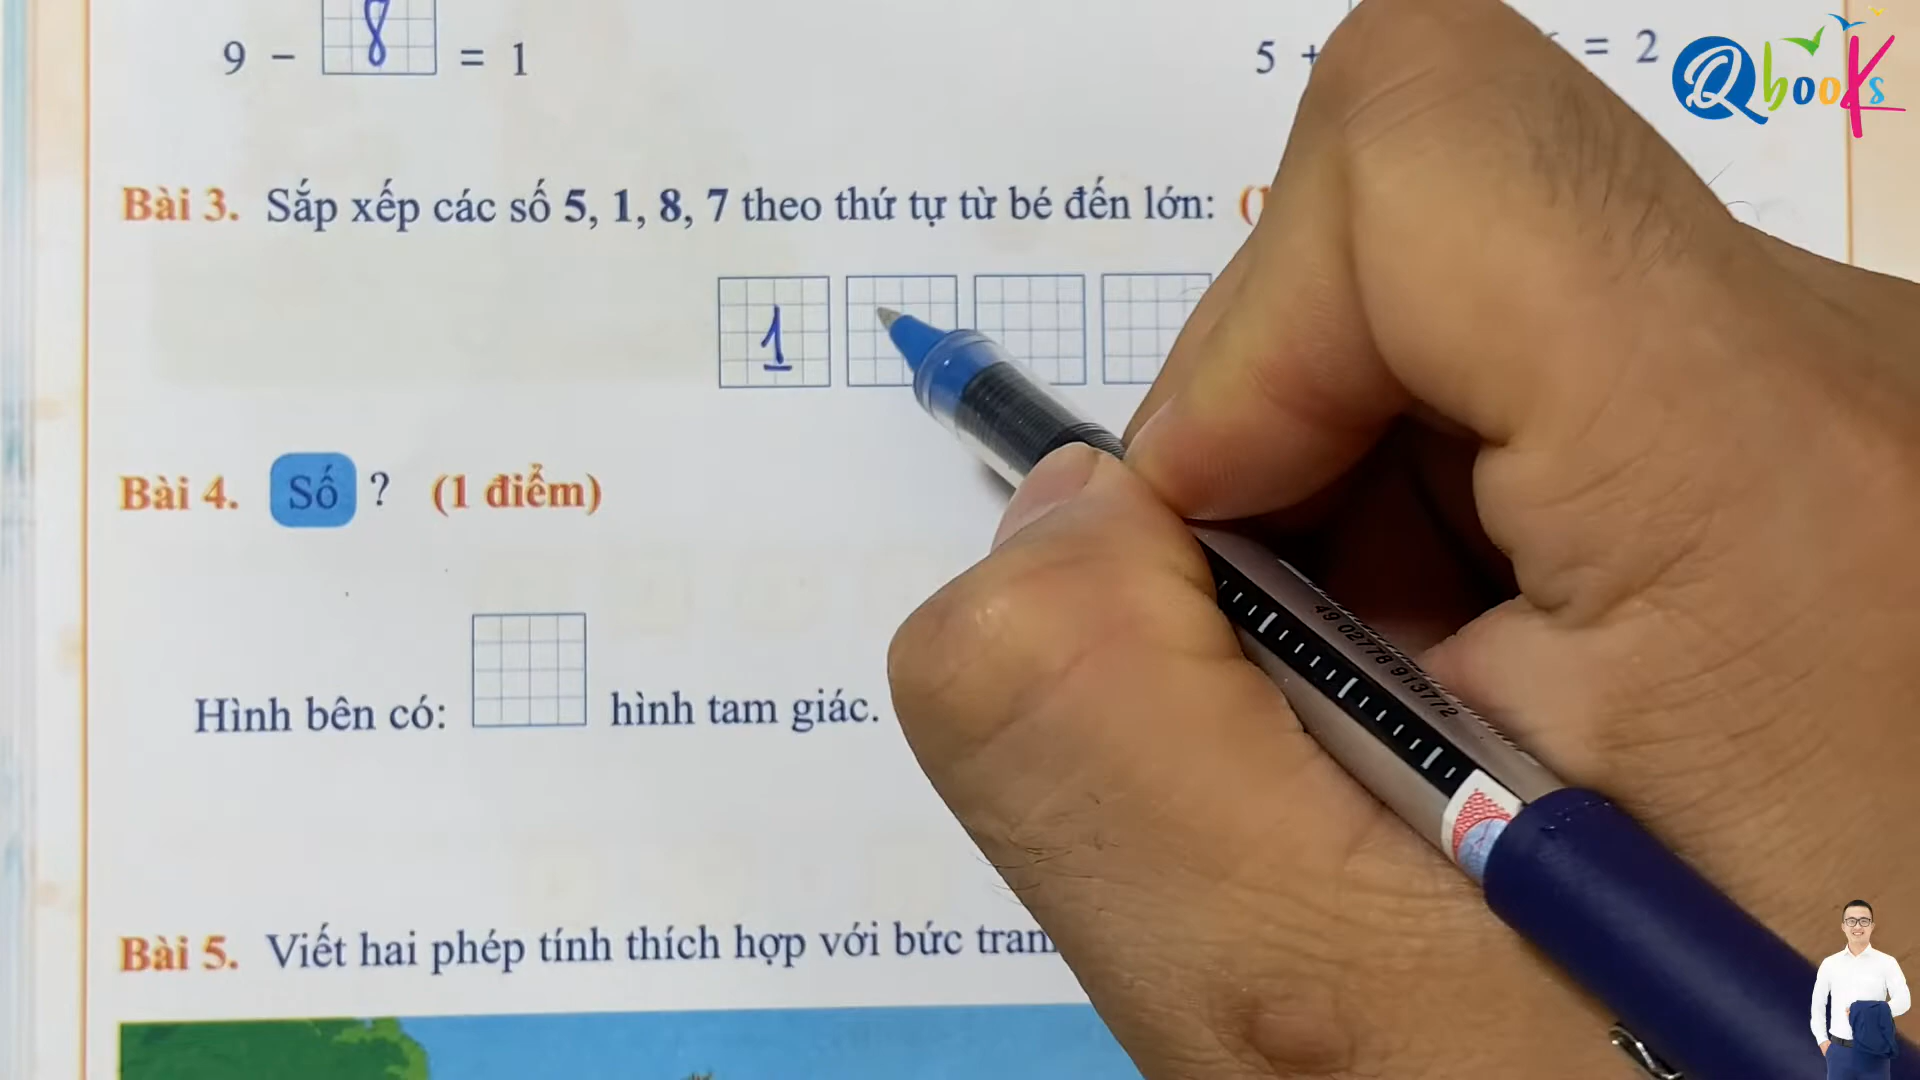 9 - 8 = 1
5 + = 2
Qbooks
Bài 3. Sắp xếp các số 5, 1, 8, 7 theo thứ tự từ bé đến lớn: (1
1
Bài 4. Số ? (1 điểm)
Hình bên có: hình tam giác.
49 02778 913772
Bài 5. Viết hai phép tính thích hợp với bức